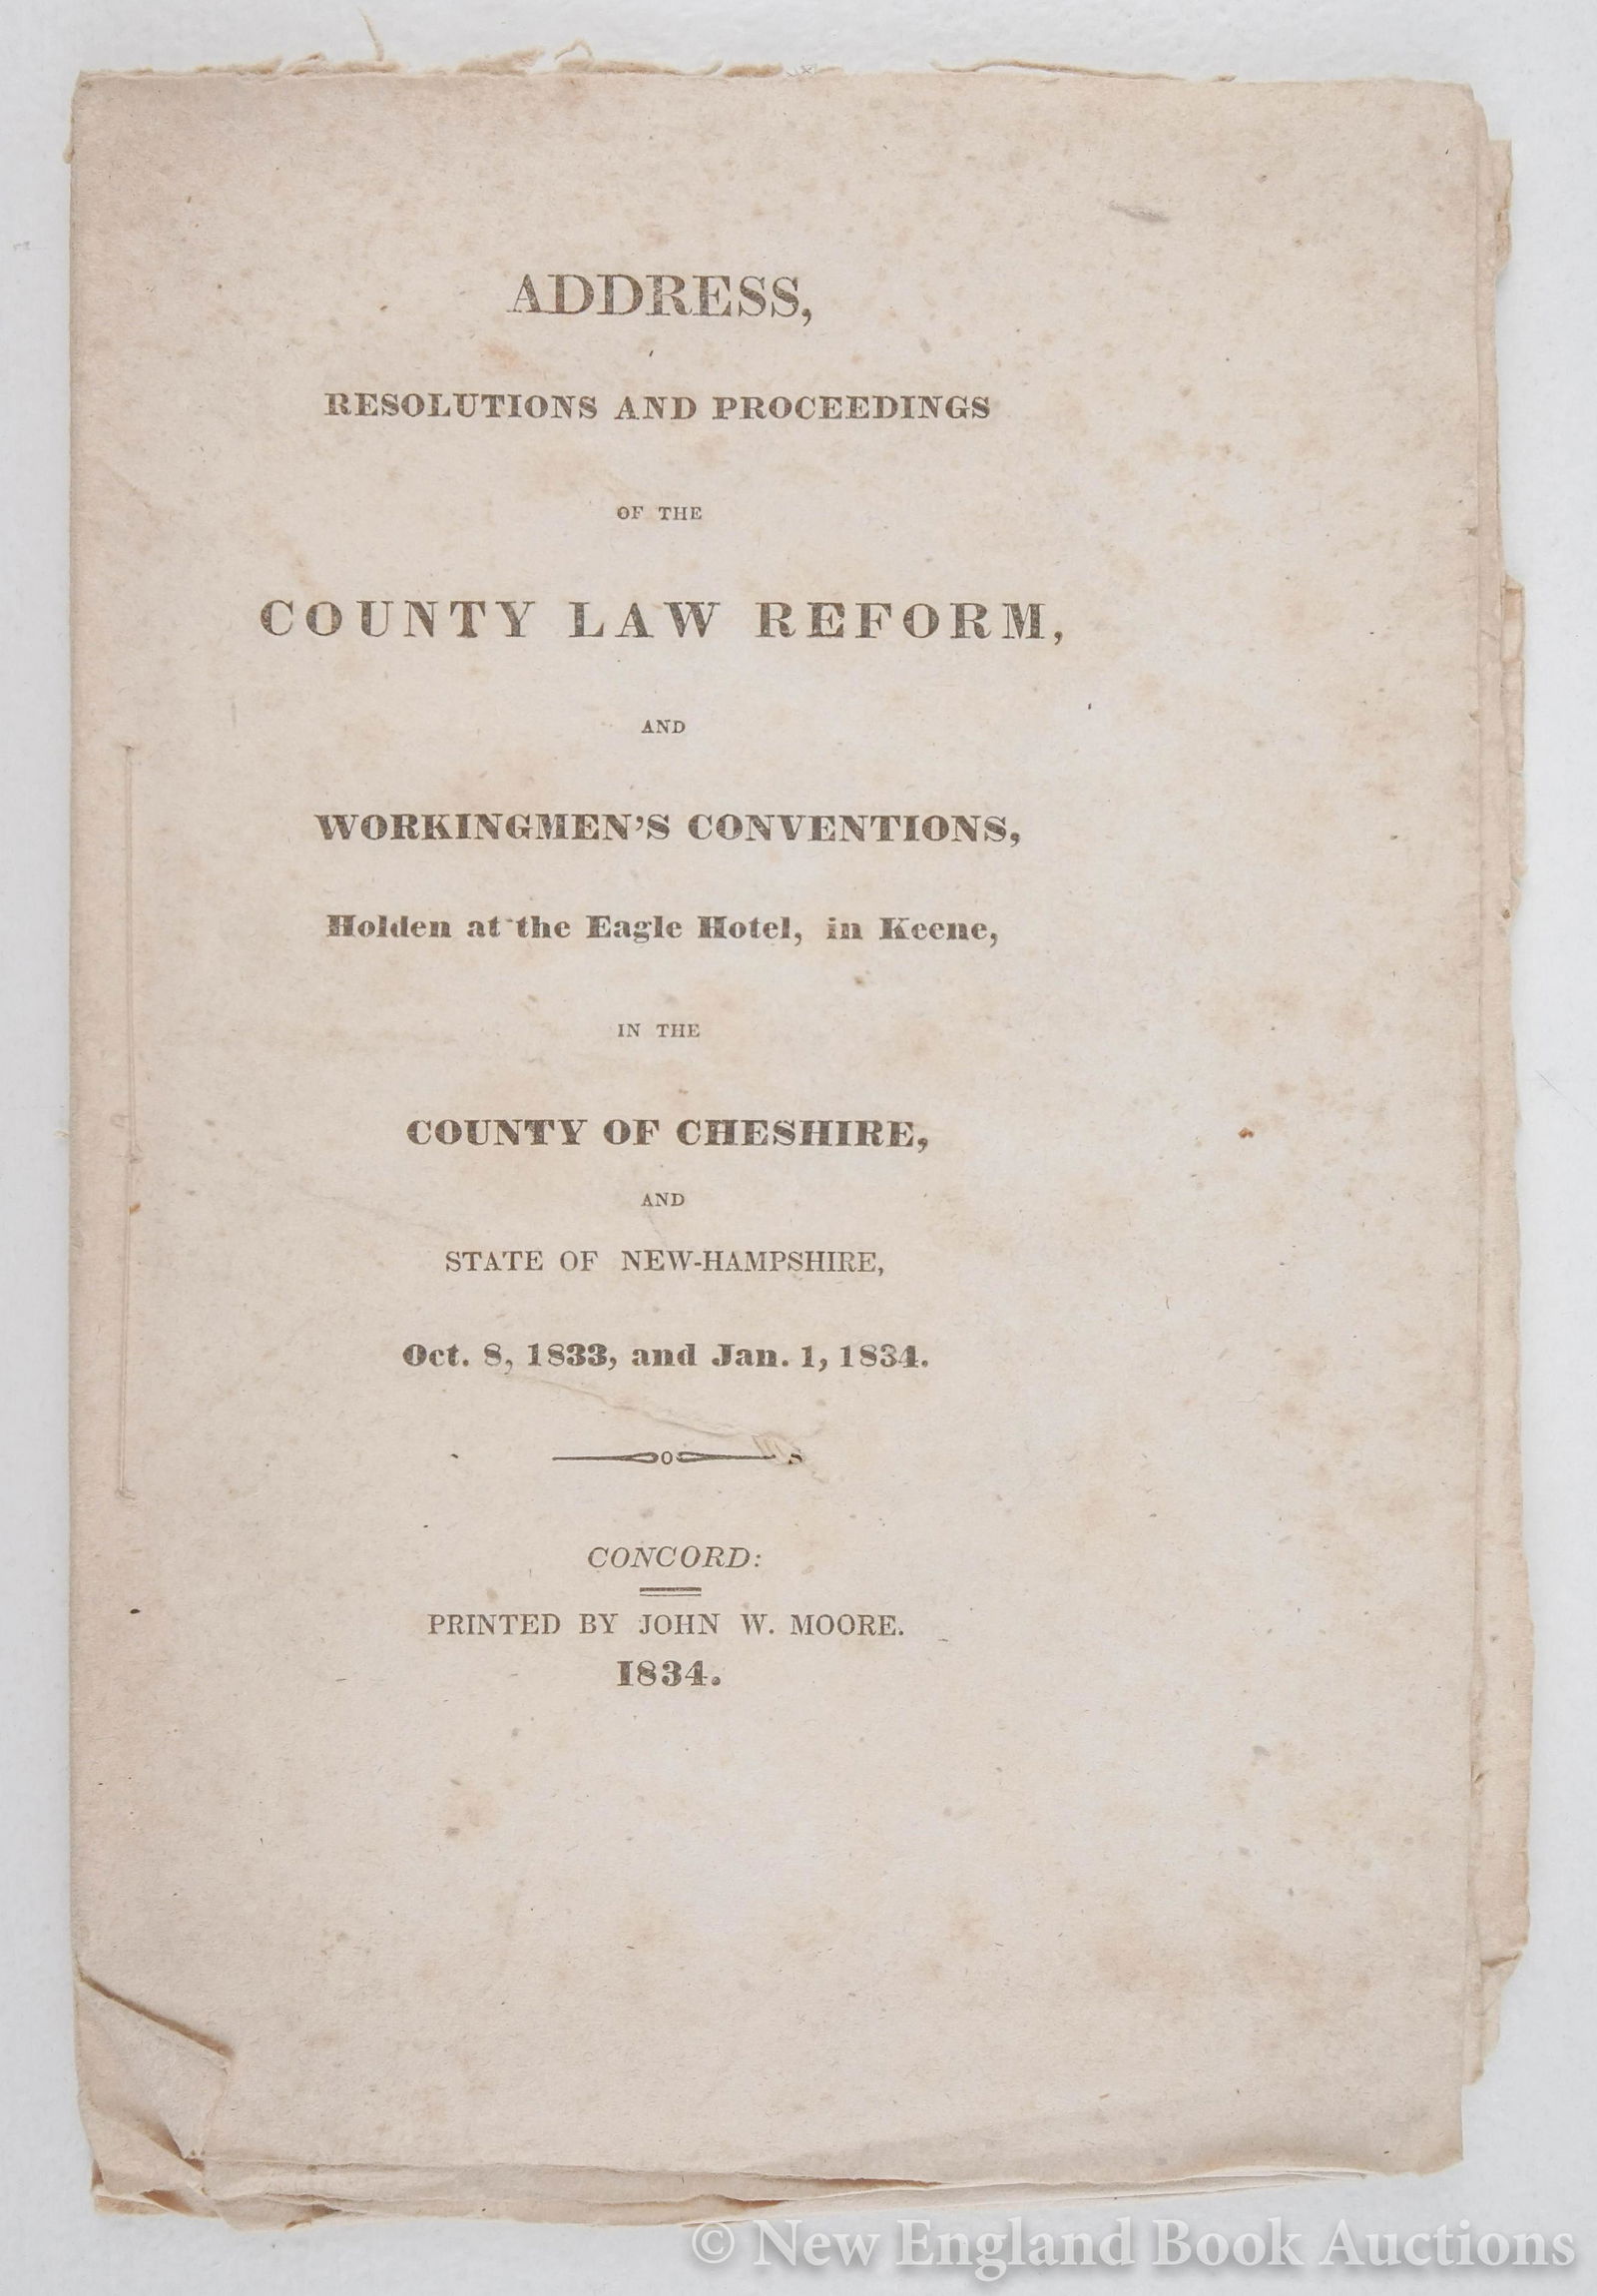 ADDRESS,
RESOLUTIONS AND PROCEEDINGS
OF THE
COUNTY LAW REFORM,
AND
WORKINGMEN'S CONVENTIONS,
Holden at the Eagle Hotel, in Keene,
IN THE
COUNTY OF CHESHIRE,
AND
STATE OF NEW-HAMPSHIRE,
Oct. 8, 1833, and Jan. 1, 1834.
CONCORD:
PRINTED BY JOHN W. MOORE.
1834.
© New England Book Auctions